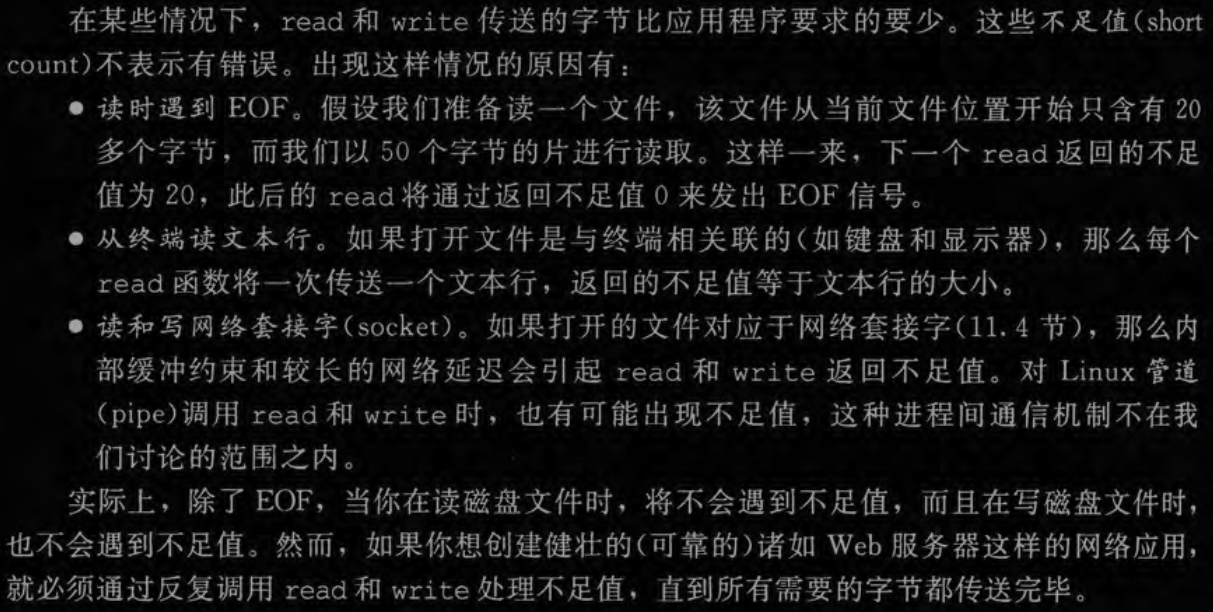 在某些情况下，read 和 write 传送的字节比应用程序要求的要少。这些不足值(short
count)不表示有错误。出现这样情况的原因有：
● 读时遇到 EOF。假设我们准备读一个文件，该文件从当前文件位置开始只含有 20
多个字节，而我们以 50 个字节的片进行读取。这样一来，下一个 read 返回的不足
值为 20，此后的 read 将通过返回不足值 0 来发出 EOF 信号。
● 从终端读文本行。如果打开文件是与终端相关联的(如键盘和显示器)，那么每个
read 函数将一次传送一个文本行，返回的不足值等于文本行的大小。
● 读和写网络套接字(socket)。如果打开的文件对应于网络套接字(11.4 节)，那么内
部缓冲约束和较长的网络延迟会引起 read 和 write 返回不足值。对 Linux 管道
(pipe)调用 read 和 write 时，也有可能出现不足值，这种进程间通信机制不在我
们讨论的范围之内。
实际上，除了 EOF，当你在读磁盘文件时，将不会遇到不足值，而且在写磁盘文件时，
也不会遇到不足值。然而，如果你想创建健壮的(可靠的)诸如 Web 服务器这样的网络应用，
就必须通过反复调用 read 和 write 处理不足值，直到所有需要的字节都传送完毕。